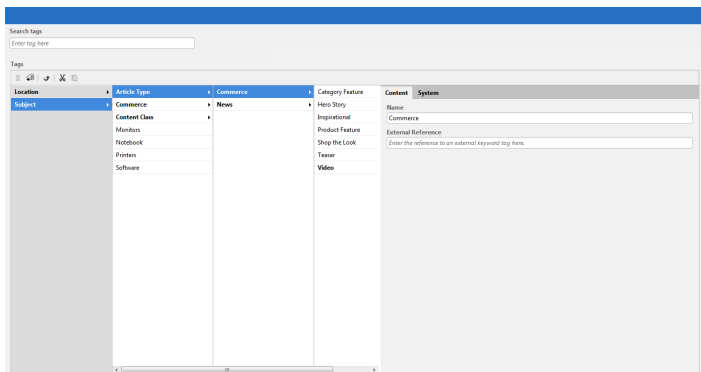 Search tags
Enter tag here
Tags
Location
Subject
Article Type
Commerce
Content Class
Monitors
Notebook
Printers
Software
Commerce
News
Category Feature
Hero Story
Inspirational
Product Feature
Shop the Look
Teaser
Video
Content System
Name
Commerce
External Reference
Enter the reference to an external keyword tag here.